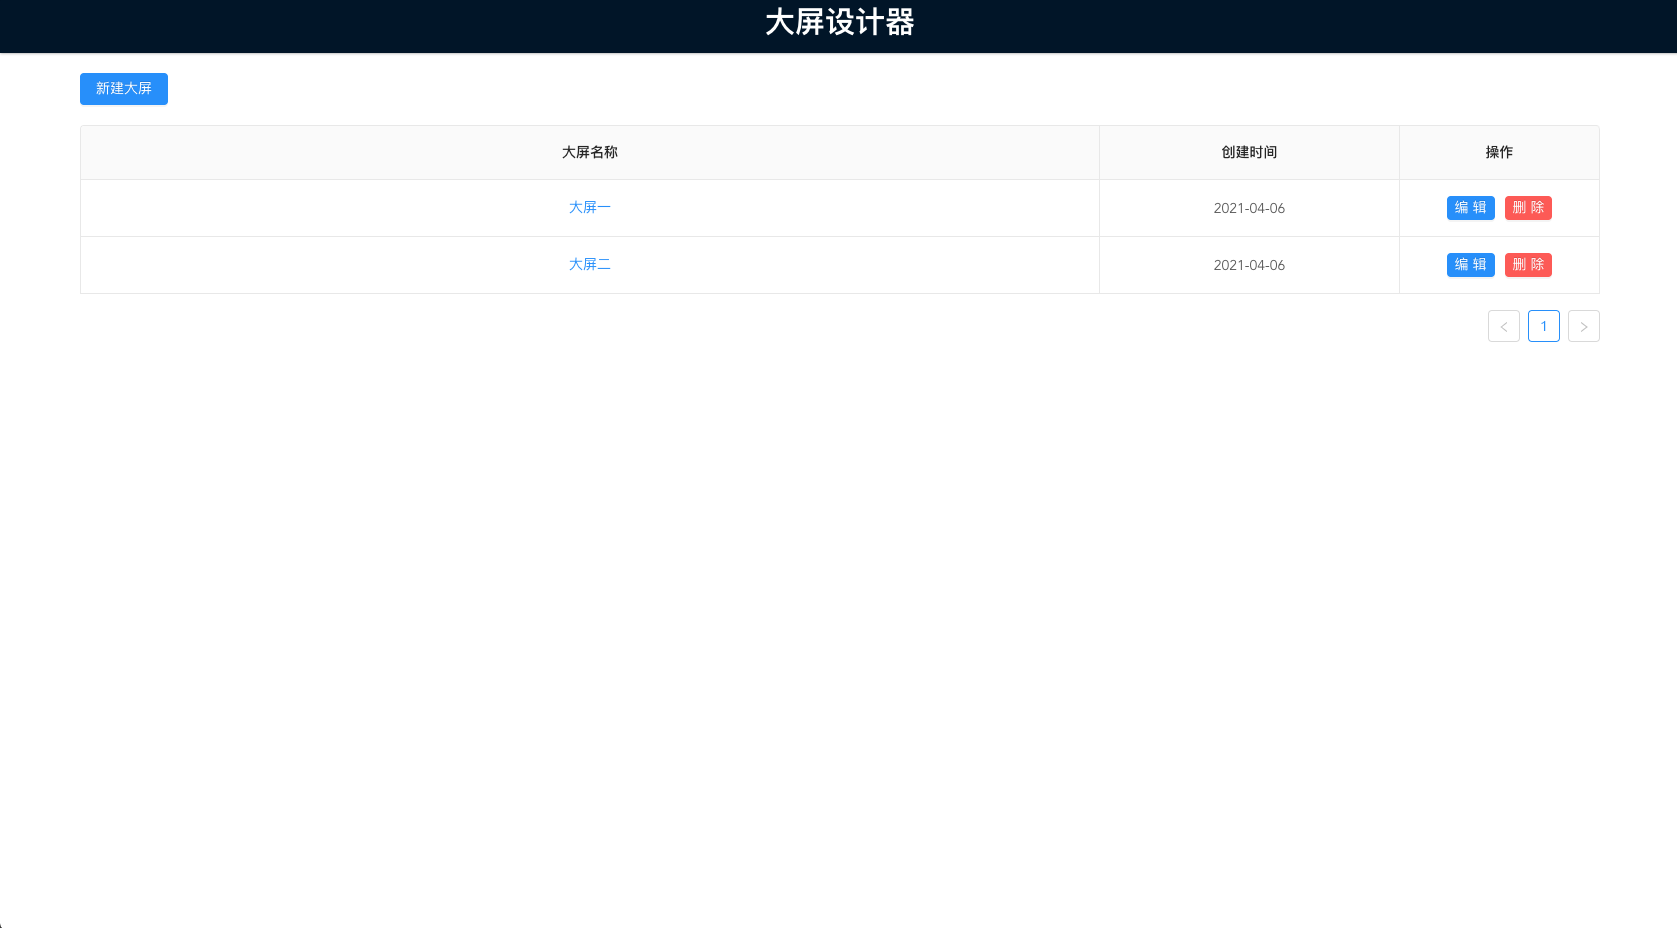 大屏设计器
新建大屏
大屏名称 创建时间 操作
大屏一 2021-04-06 编 辑 删 除
大屏二 2021-04-06 编 辑 删 除
< 1 >